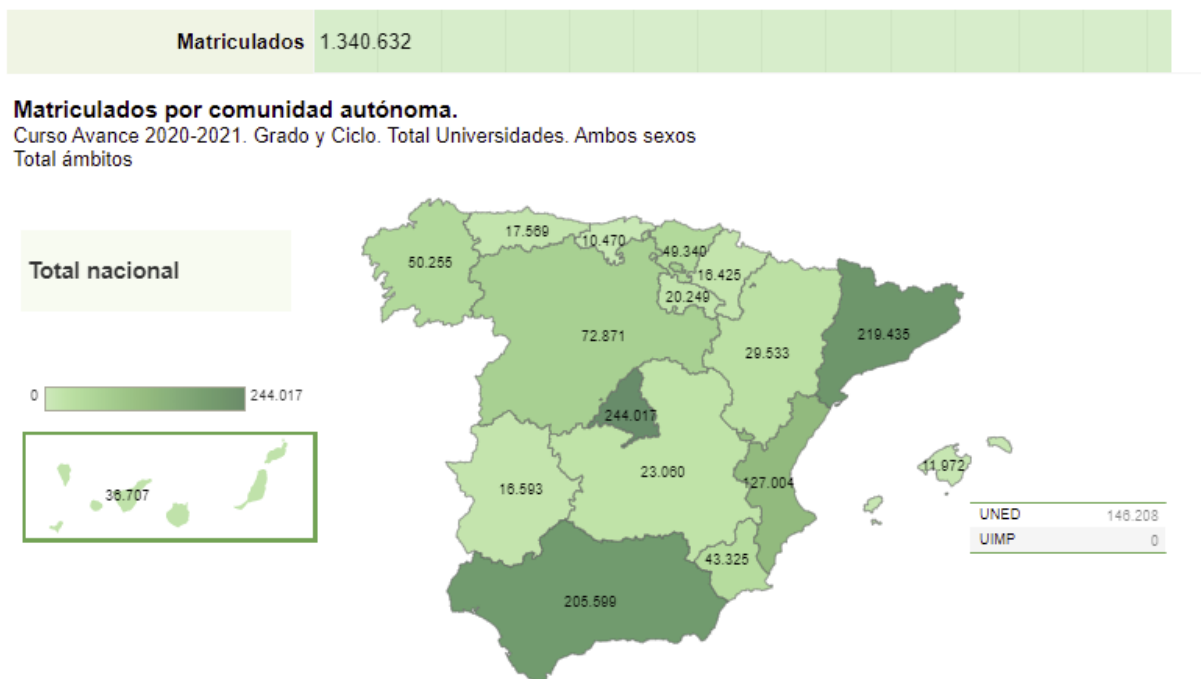 Matriculados 1.340.632
Matriculados por comunidad autónoma.
Curso Avance 2020-2021. Grado y Ciclo. Total Universidades. Ambos sexos
Total ámbitos
Total nacional
0 244.017
50.255
17.569
10.470
49.340
16.425
20.249
72.871
29.533
219.435
244.017
16.593
23.060
127.004
11.972
36.707
43.325
205.599
UNED 146.208
UIMP 0